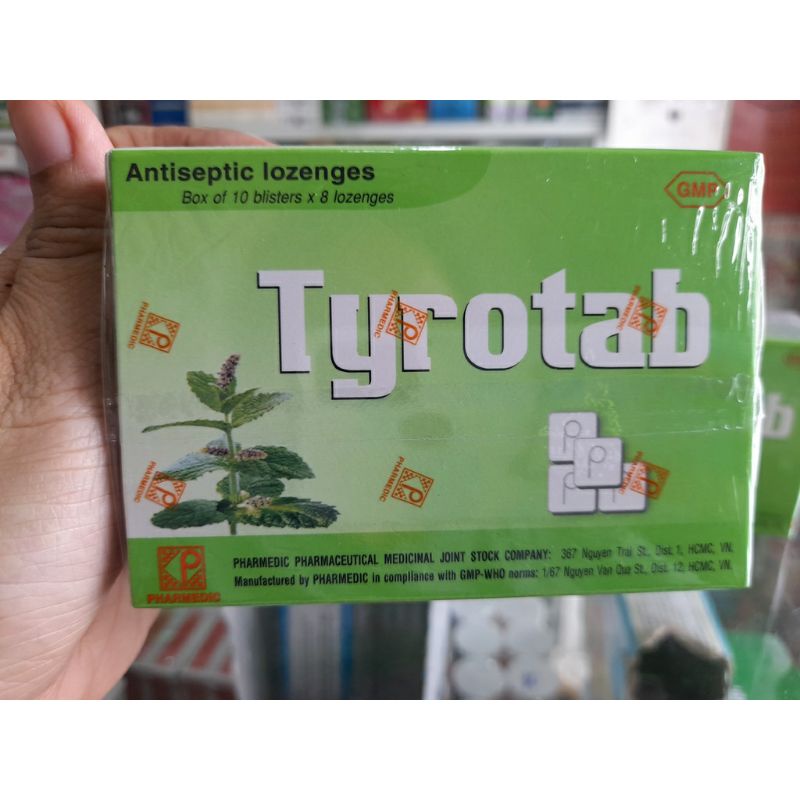 Antiseptic lozenges
Box of 10 blisters x 8 lozenges
GMP
Tyrotab
PHARMEDIC
PHARMEDIC
PHARMEDIC
PHARMEDIC
PHARMEDIC
PHARMEDIC
b
PHARMEDIC PHARMACEUTICAL MEDICINAL JOINT STOCK COMPANY: 367 Nguyen Trai St., Dist. 1, HCMC, VN.
Manufactured by PHARMEDIC in compliance with GMP-WHO norms: 1/67 Nguyen Van Qua St., Dist. 12, HCMC, VN.
PHARMEDIC